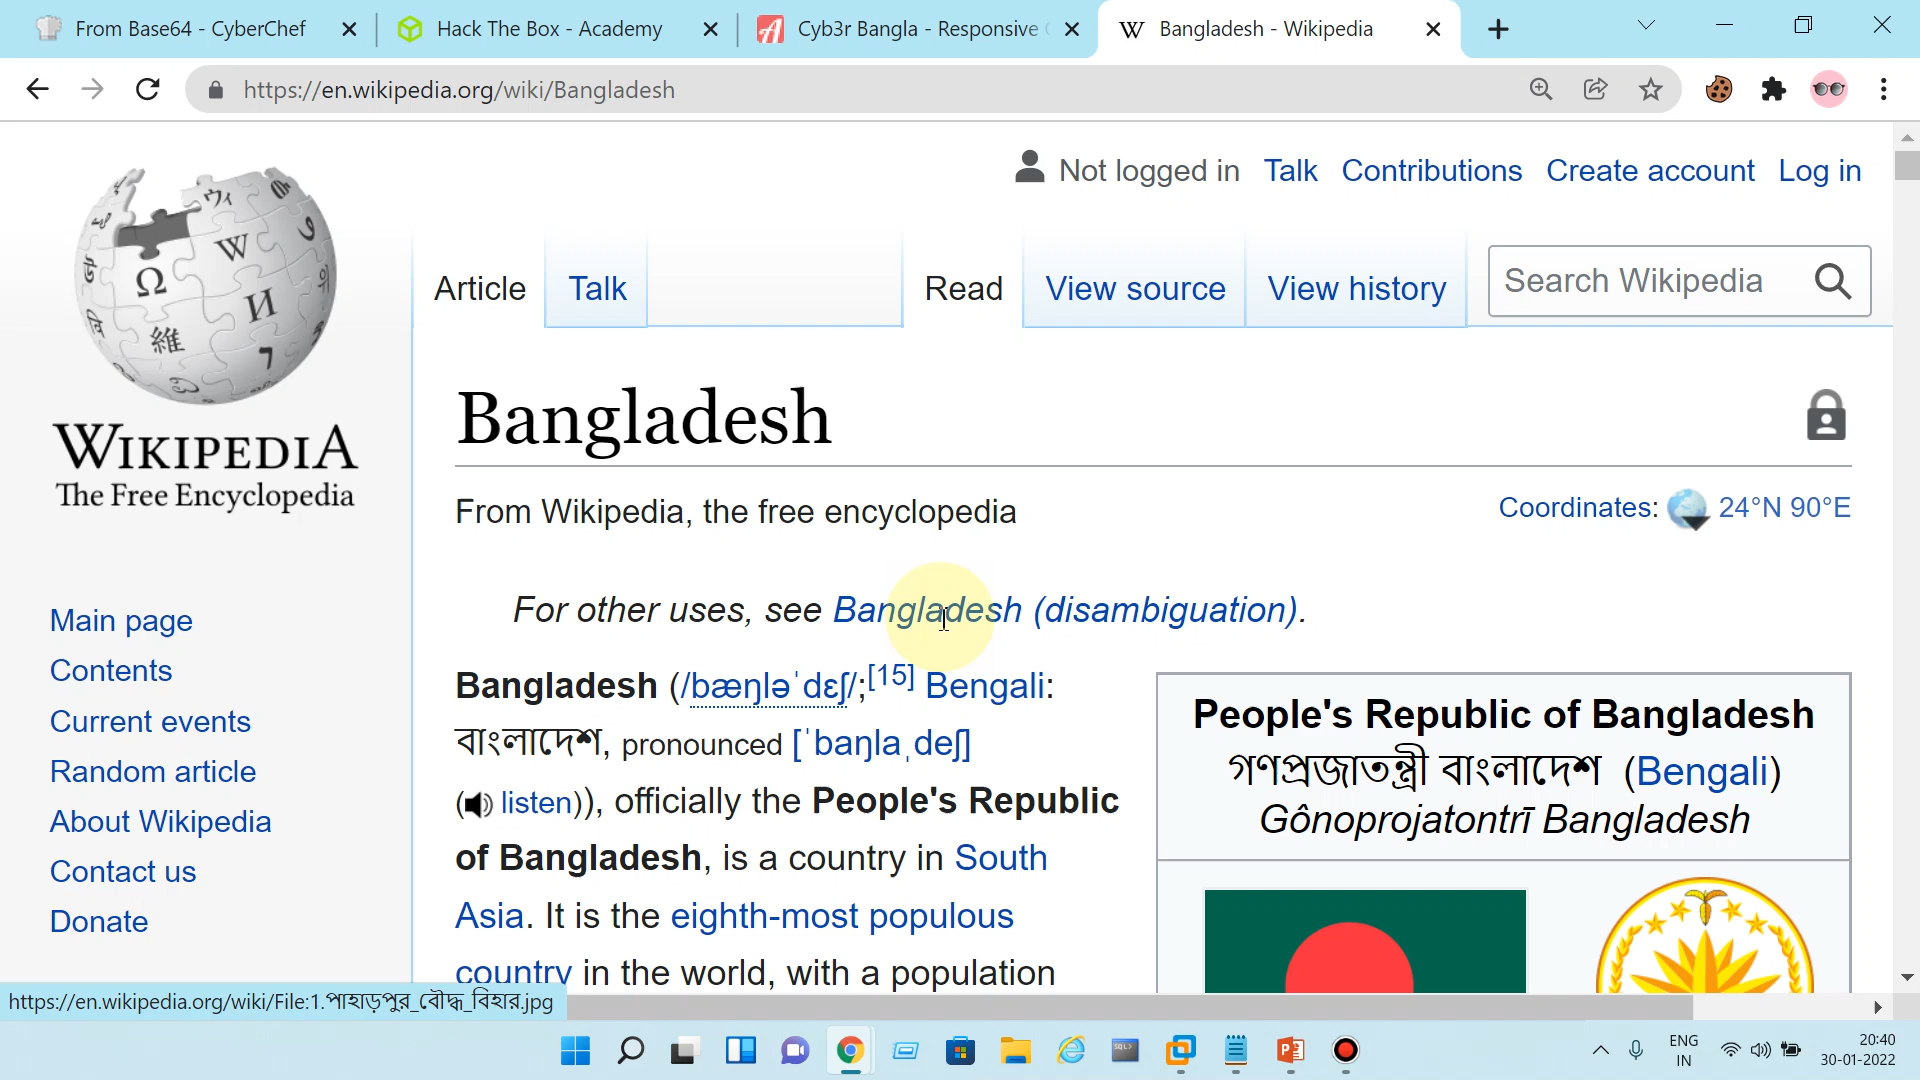 From Base64 - CyberChef
Hack The Box - Academy
Cyb3r Bangla - Responsive
Bangladesh - Wikipedia
https://en.wikipedia.org/wiki/Bangladesh
Not logged in Talk Contributions Create account Log in
Article Talk Read View source View history Search Wikipedia
WIKIPEDIA
The Free Encyclopedia
Bangladesh
From Wikipedia, the free encyclopedia
Coordinates: 24°N 90°E
For other uses, see Bangladesh (disambiguation).
Main page
Contents
Current events
Random article
About Wikipedia
Contact us
Donate
Bangladesh (/bæŋləˈdɛʃ/;[15] Bengali:
বাংলাদেশ, pronounced [ˈbaŋlaˌdeʃ]
(listen)), officially the People's Republic
of Bangladesh, is a country in South
Asia. It is the eighth-most populous
country in the world, with a population
People's Republic of Bangladesh
গণপ্রজাতন্ত্রী বাংলাদেশ (Bengali)
Gônoprojatontrī Bangladesh
https://en.wikipedia.org/wiki/File:1.পাহাড়পুর_বৌদ্ধ_বিহার.jpg
ENG
IN
20:40
30-01-2022